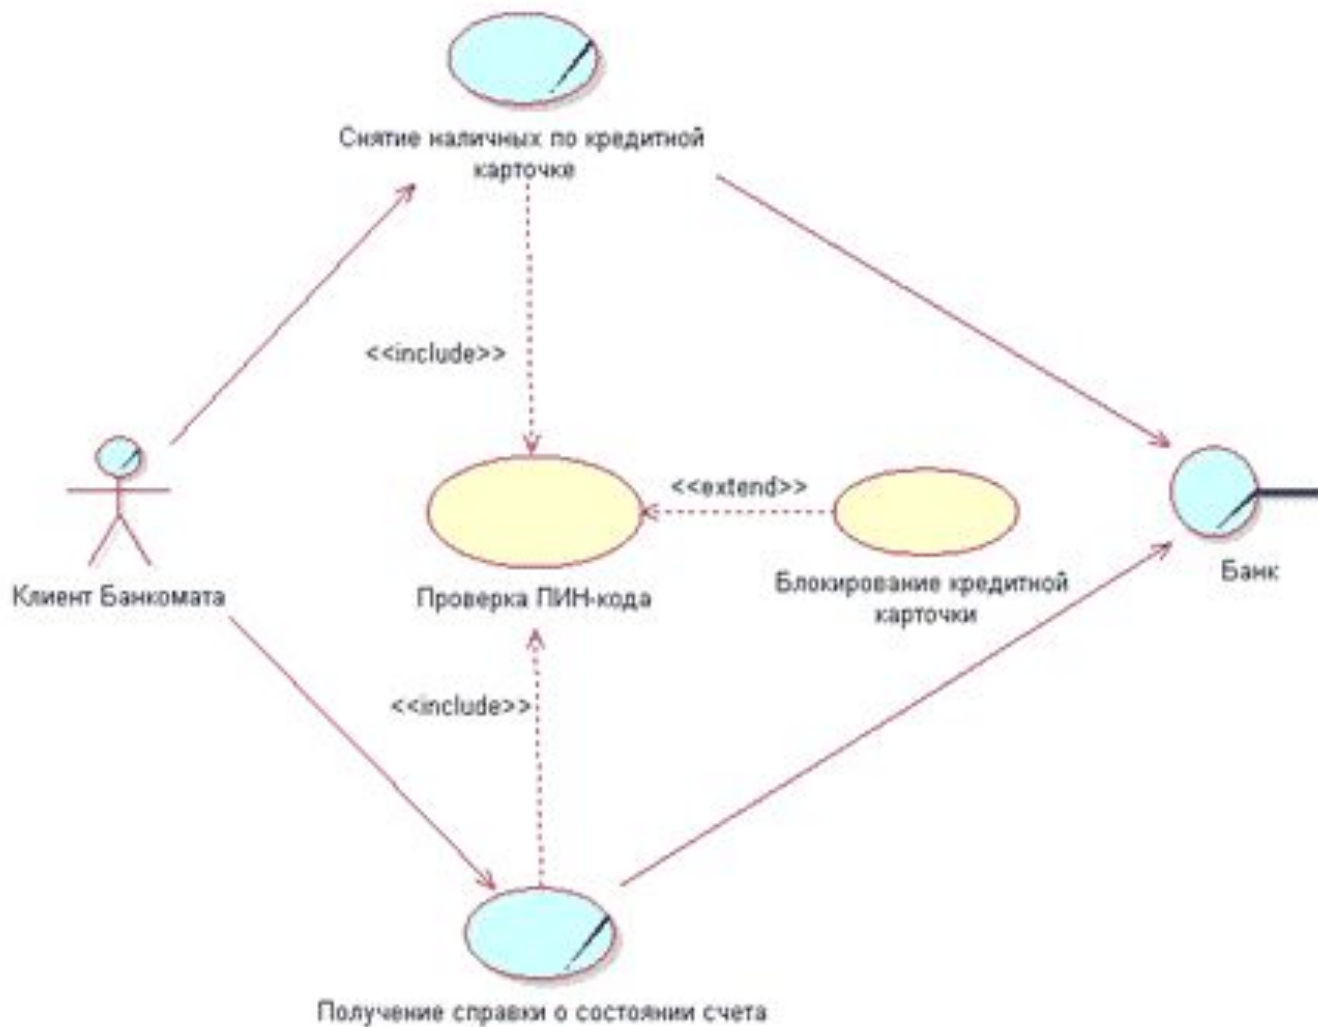 Снятие наличных по кредитной
карточке
<<include>>
<<extend>>
Клиент Банкомата
Проверка ПИН-кода
Блокирование кредитной
карточки
Банк
<<include>>
Получение справки о состоянии счета